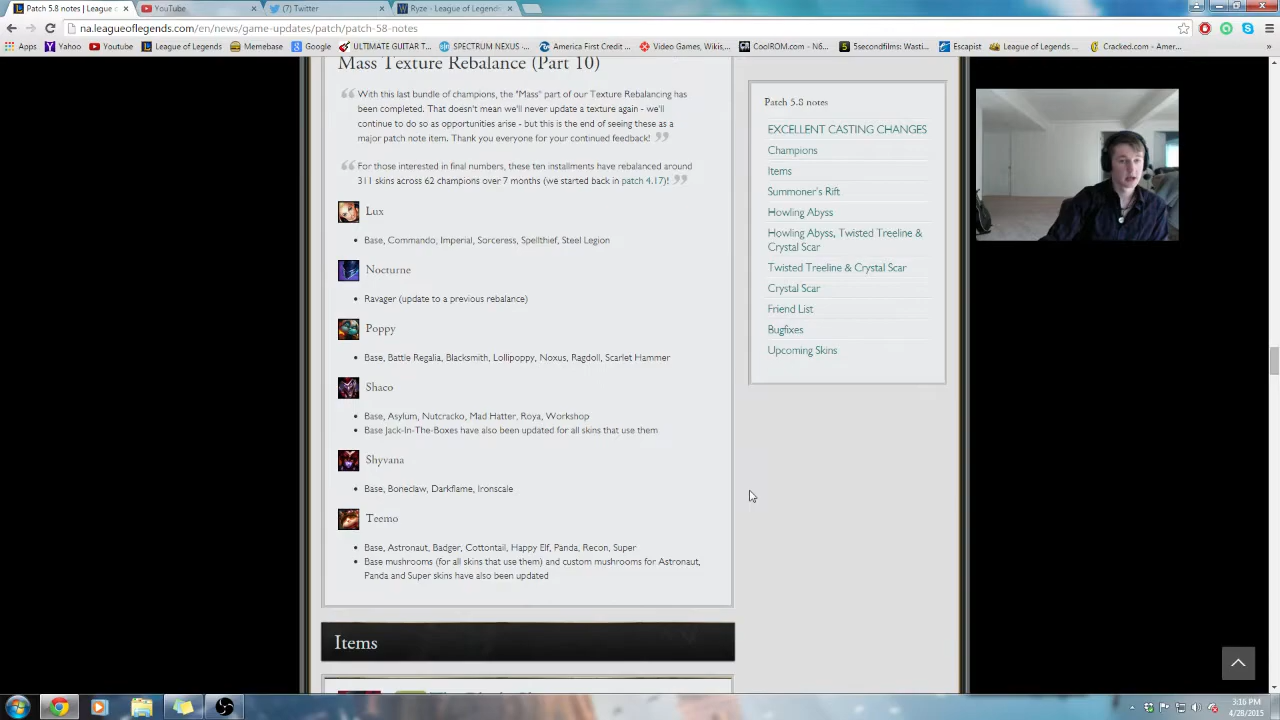 Patch 5.8 notes | League o
YouTube
(7) Twitter
Ryze - League of Legends
na.leagueoflegends.com/en/news/game-updates/patch/patch-58-notes
Apps
Yahoo
Youtube
League of Legends
Memebase
Google
ULTIMATE GUITAR T...
SPECTRUM NEXUS ...
America First Credit ...
Video Games, Wikis,...
CoolROM.com - N6...
5secondfilms: Wasti...
Escapist
League of Legends ...
Cracked.com - Amer...
Mass Texture Rebalance (Part 10)
With this last bundle of champions, the "Mass" part of our Texture Rebalancing has
been completed. That doesn't mean we'll never update a texture again - we'll
continue to do so as opportunities arise - but this is the end of seeing these as a
major patch note item. Thank you everyone for your continued feedback!
For those interested in final numbers, these ten installments have rebalanced around
311 skins across 62 champions over 7 months (we started back in patch 4.17)!
Lux
• Base, Commando, Imperial, Sorceress, Spellthief, Steel Legion
Nocturne
• Ravager (update to a previous rebalance)
Poppy
• Base, Battle Regalia, Blacksmith, Lollipoppy, Noxus, Ragdoll, Scarlet Hammer
Shaco
• Base, Asylum, Nutcracko, Mad Hatter, Roya, Workshop
• Base Jack-In-The-Boxes have also been updated for all skins that use them
Shyvana
• Base, Boneclaw, Darkflame, Ironscale
Teemo
• Base, Astronaut, Badger, Cottontail, Happy Elf, Panda, Recon, Super
• Base mushrooms (for all skins that use them) and custom mushrooms for Astronaut,
Panda and Super skins have also been updated
Items
Patch 5.8 notes
EXCELLENT CASTING CHANGES
Champions
Items
Summoner's Rift
Howling Abyss
Howling Abyss, Twisted Treeline &
Crystal Scar
Twisted Treeline & Crystal Scar
Crystal Scar
Friend List
Bugfixes
Upcoming Skins
3:16 PM
4/28/2015